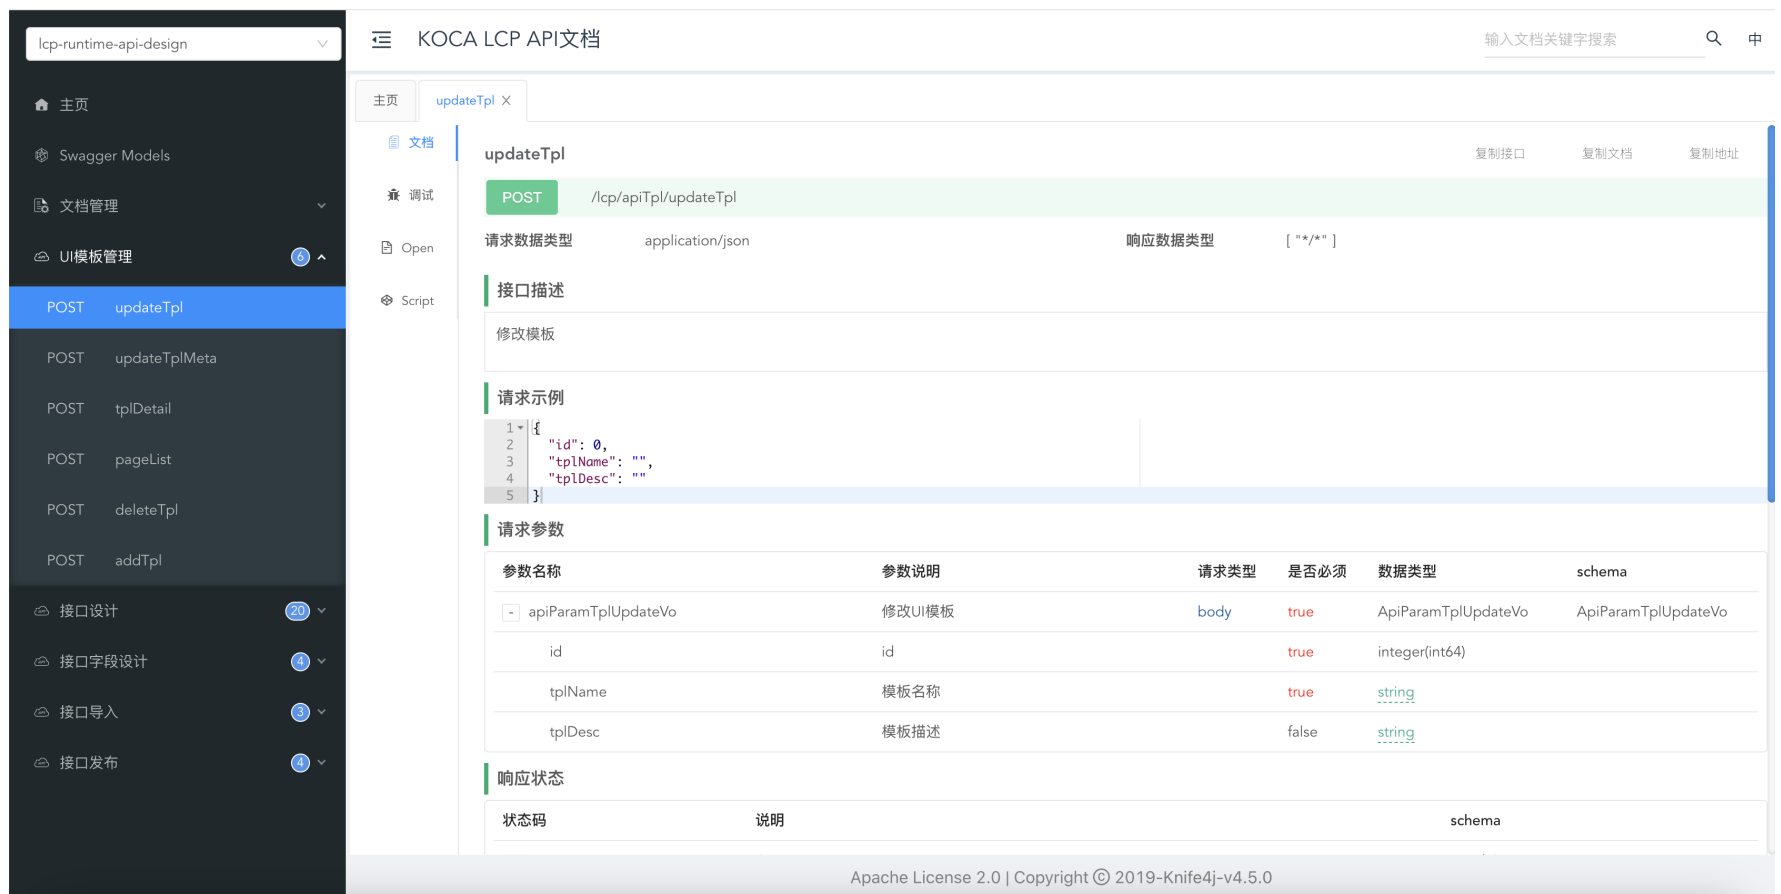 lcp-runtime-api-design
主页
Swagger Models
文档管理
UI模板管理 6
POST updateTpl
POST updateTplMeta
POST tplDetail
POST pageList
POST deleteTpl
POST addTpl
接口设计 20
接口字段设计 4
接口导入 3
接口发布 4
KOCA LCP API文档
输入文档关键字搜索
中
主页
updateTpl
文档
调试
Open
Script
updateTpl
复制接口 复制文档 复制地址
POST /lcp/apiTpl/updateTpl
请求数据类型 application/json 响应数据类型 [ "*/*" ]
接口描述
修改模板
请求示例
1 {
2 "id": 0,
3 "tplName": "",
4 "tplDesc": ""
5 }
请求参数
参数名称 参数说明 请求类型 是否必须 数据类型 schema
- apiParamTplUpdateVo 修改UI模板 body true ApiParamTplUpdateVo ApiParamTplUpdateVo
id id true integer(int64)
tplName 模板名称 true string
tplDesc 模板描述 false string
响应状态
状态码 说明 schema
Apache License 2.0 | Copyright ⓒ 2019-Knife4j-v4.5.0